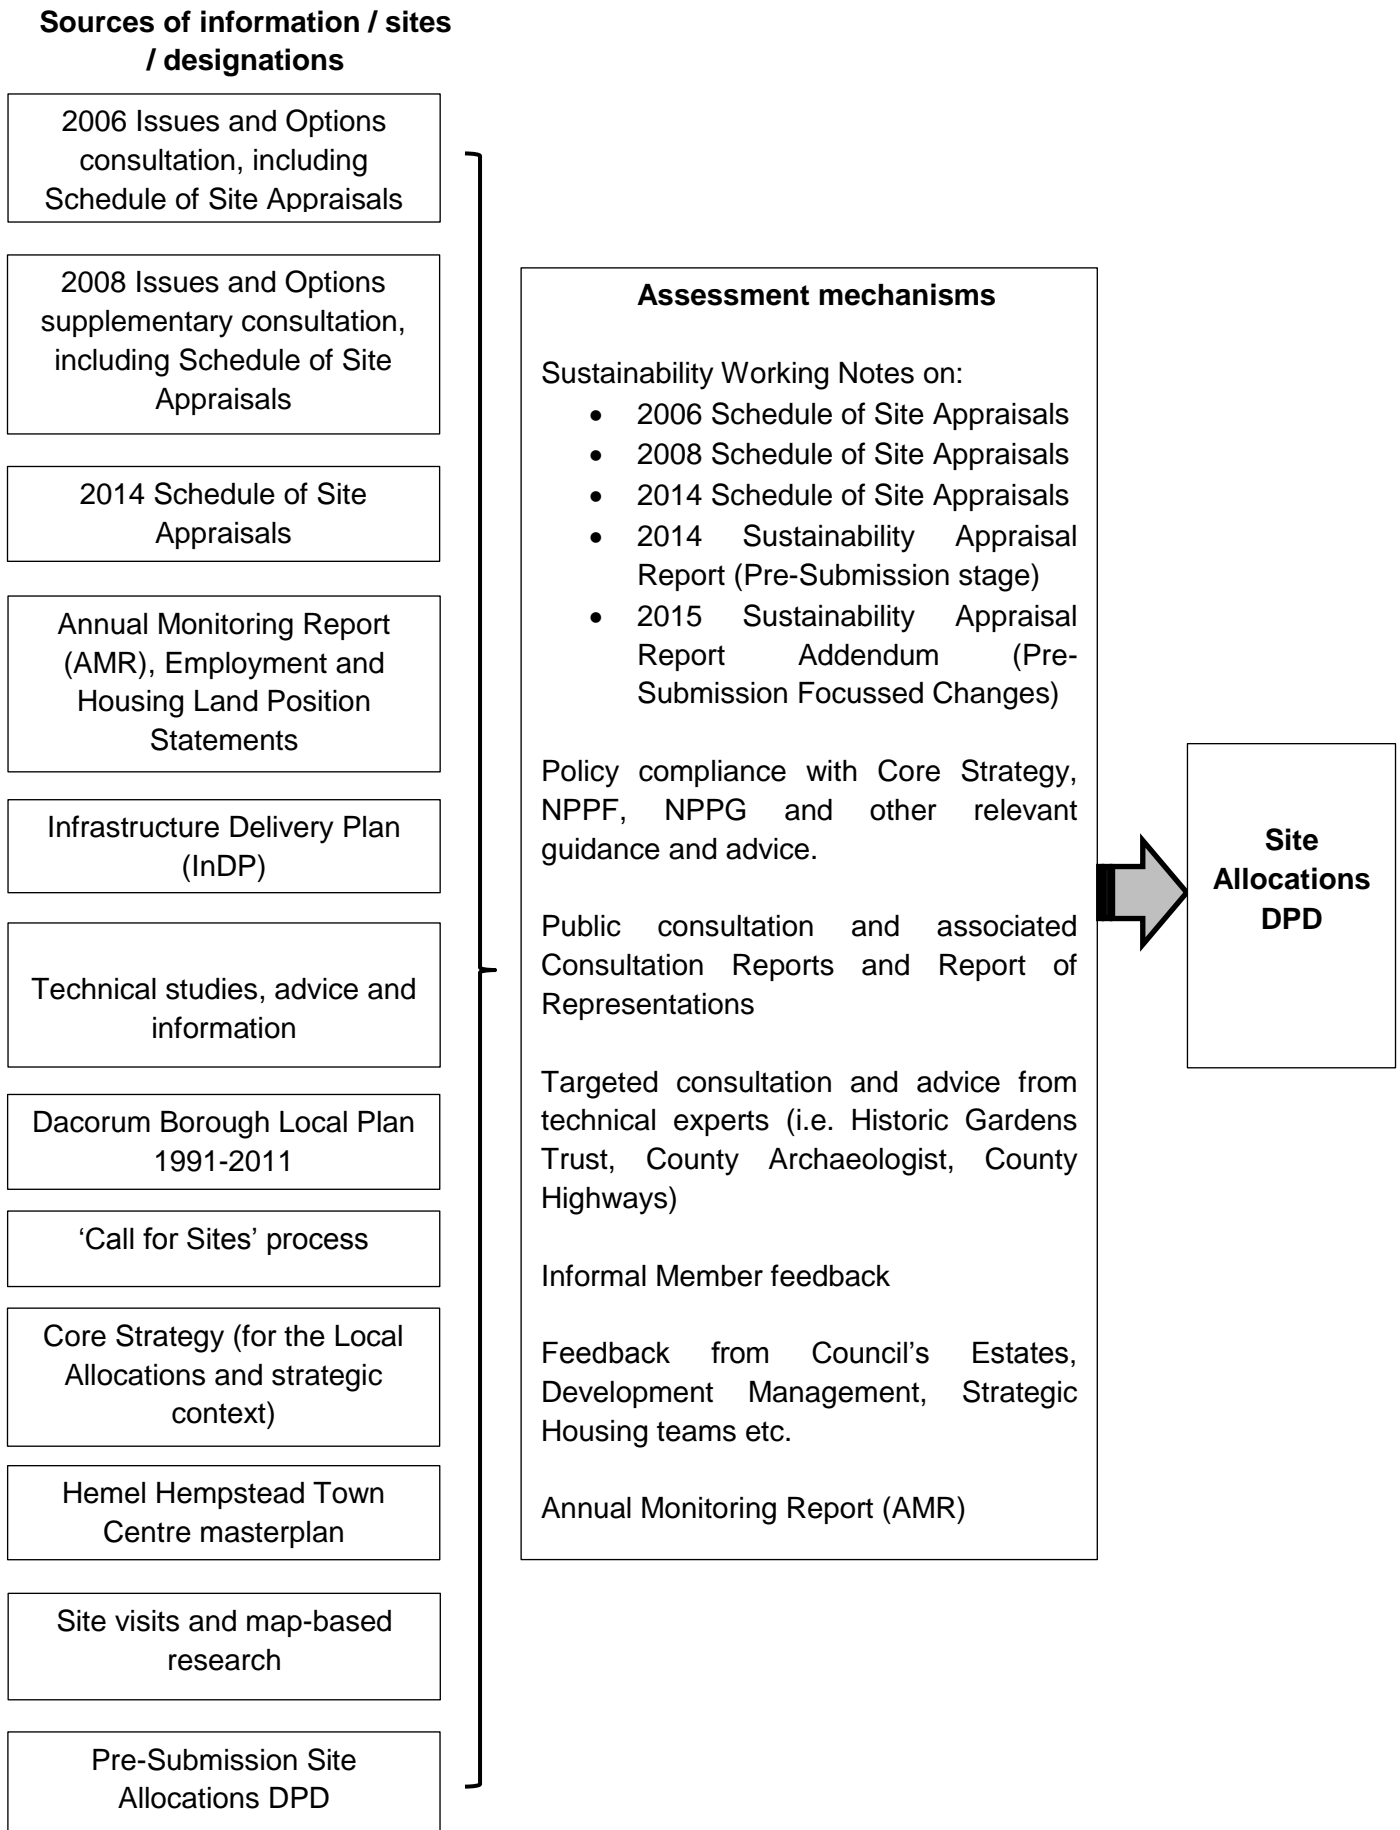 Sources of information / sites
/ designations
2006 Issues and Options
consultation, including
Schedule of Site Appraisals
2008 Issues and Options
supplementary consultation,
including Schedule of Site
Appraisals
2014 Schedule of Site
Appraisals
Annual Monitoring Report
(AMR), Employment and
Housing Land Position
Statements
Infrastructure Delivery Plan
(InDP)
Technical studies, advice and
information
Dacorum Borough Local Plan
1991-2011
‘Call for Sites’ process
Core Strategy (for the Local
Allocations and strategic
context)
Hemel Hempstead Town
Centre masterplan
Site visits and map-based
research
Pre-Submission Site
Allocations DPD
Assessment mechanisms
Sustainability Working Notes on:
• 2006 Schedule of Site Appraisals
• 2008 Schedule of Site Appraisals
• 2014 Schedule of Site Appraisals
• 2014 Sustainability Appraisal
Report (Pre-Submission stage)
• 2015 Sustainability Appraisal
Report Addendum (Pre-
Submission Focussed Changes)
Policy compliance with Core Strategy,
NPPF, NPPG and other relevant
guidance and advice.
Public consultation and associated
Consultation Reports and Report of
Representations
Targeted consultation and advice from
technical experts (i.e. Historic Gardens
Trust, County Archaeologist, County
Highways)
Informal Member feedback
Feedback from Council’s Estates,
Development Management, Strategic
Housing teams etc.
Annual Monitoring Report (AMR)
Site
Allocations
DPD